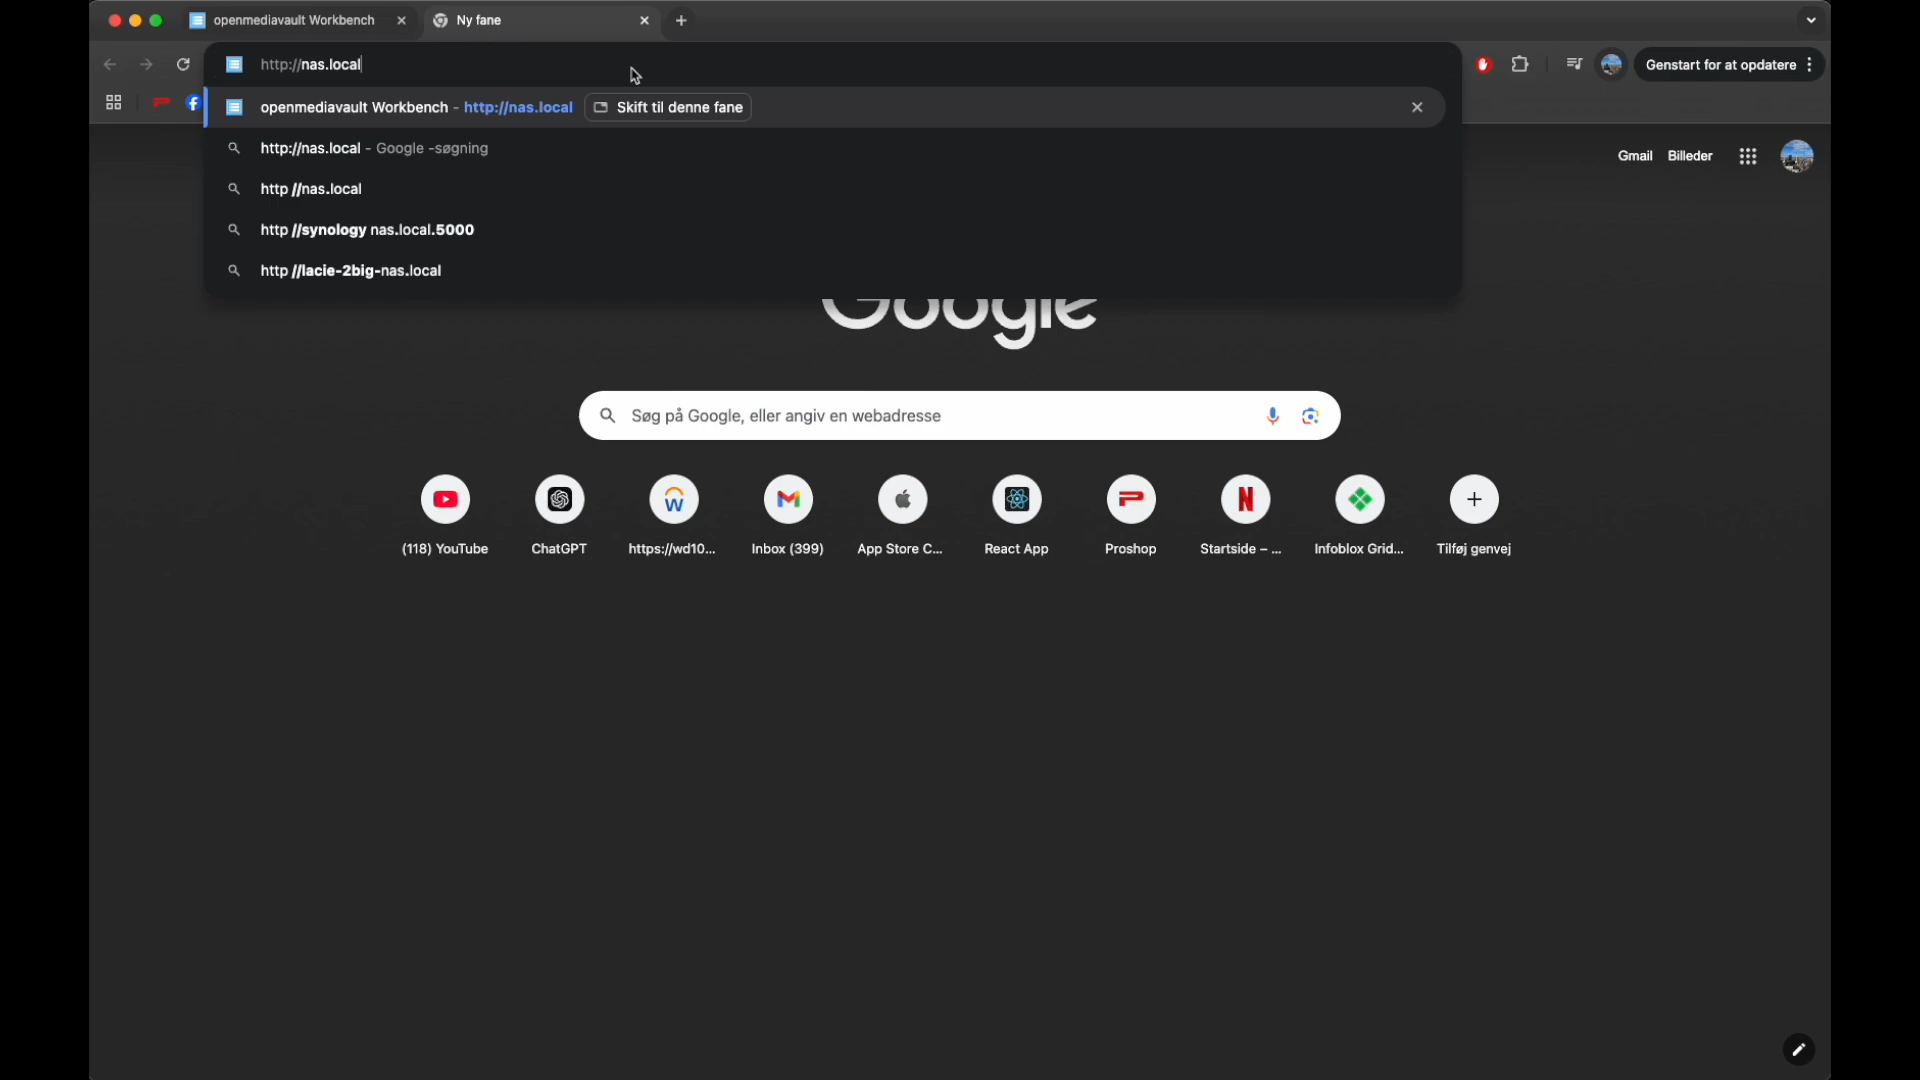 openmediavault Workbench
Ny fane
http://nas.local
Genstart for at opdatere
openmediavault Workbench - http://nas.local Skift til denne fane
http://nas.local - Google -søgning
http //nas.local
http //synology nas.local.5000
http //lacie-2big-nas.local
Gmail Billeder
Google
Søg på Google, eller angiv en webadresse
(118) YouTube
ChatGPT
https://wd10...
Inbox (399)
App Store C...
React App
Proshop
Startside – ...
Infoblox Grid...
Tilføj genvej